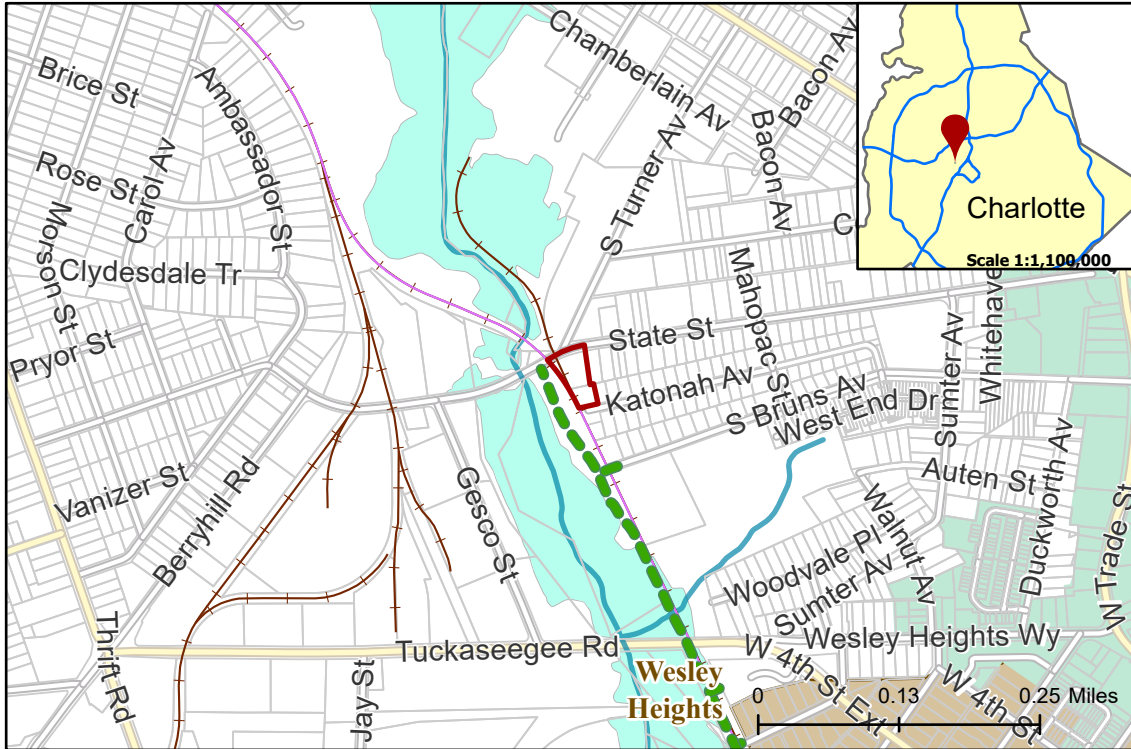 Chamberlain Av
Bacon Av
Brice St
Ambassador St
Bacon Av
S Turner Av
Charlotte
Scale 1:1,100,000
Rose St
Carol Av
Morson St
C
Clydesdale Tr
Mahopac St
Whitehave
Sumter Av
Pryor St
State St
Katonah Av
S Bruns Av
West End Dr
Vanizer St
Berryhill Rd
Gesco St
Auten St
Duckworth Av
Walnut Av
W Trade St
Woodvale Pl
Sumter Av
Thrift Rd
Tuckaseegee Rd
Wesley Heights Wy
Jay St
W 4th St Ext
W 4th St
Wesley
Heights
0 0.13 0.25 Miles